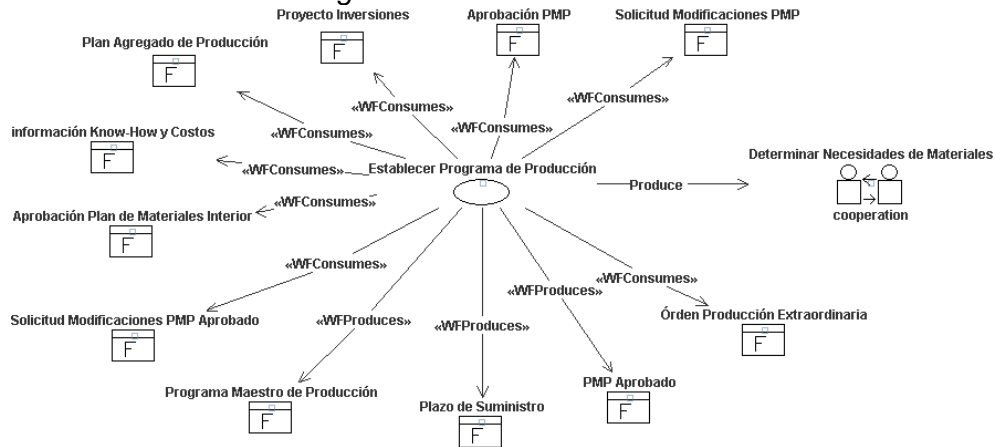 Proyecto Inversiones
Aprobación PMP
Solicitud Modificaciones PMP
Plan Agregado de Producción
F
F
F
F
«WFConsumes»
«WFConsumes»
«WFConsumes»
«WFConsumes»
información Know-How y Costos
F
«WFConsumes»
Establecer Programa de Producción
Determinar Necesidades de Materiales
Produce
cooperation
Aprobación Plan de Materiales Interior
F
«WFConsumes»
«WFConsumes»
«WFConsumes»
«WFProduces»
Solicitud Modificaciones PMP Aprobado
F
«WFProduces»
«WFProduces»
Órden Producción Extraordinaria
F
Programa Maestro de Producción
F
Plazo de Suministro
F
PMP Aprobado
F